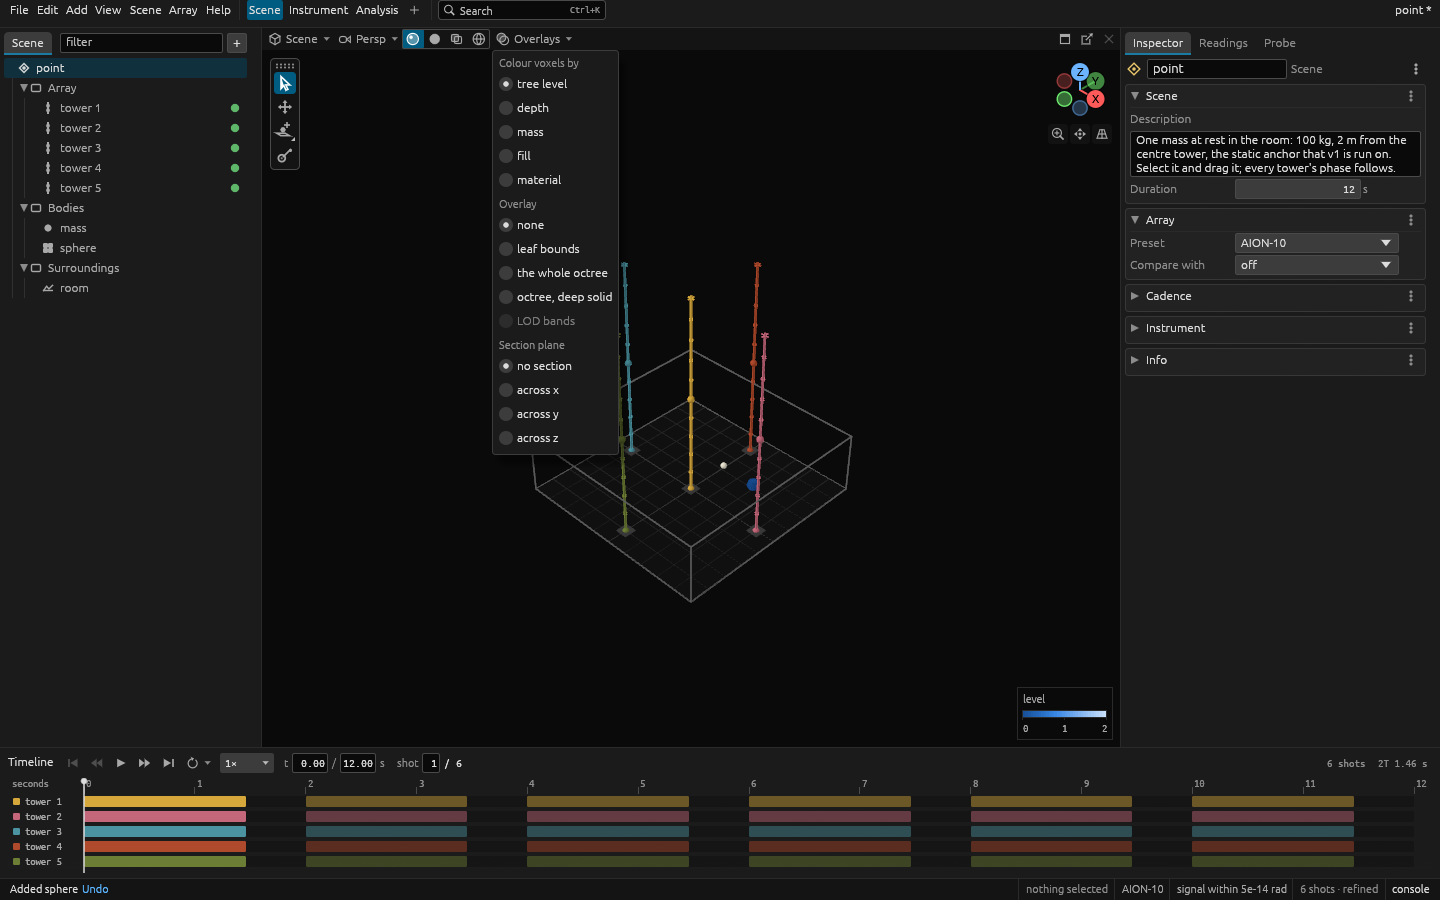 File Edit Add View Scene Array Help
Scene Instrument Analysis +
Search Ctrl+K
point *
Scene
filter
+
point
Array
tower 1
tower 2
tower 3
tower 4
tower 5
Bodies
mass
sphere
Surroundings
room
Scene
Persp
Overlays
Colour voxels by
tree level
depth
mass
fill
material
Overlay
none
leaf bounds
the whole octree
octree, deep solid
LOD bands
Section plane
no section
across x
across y
across z
Z
Y
X
level
0 1 2
Inspector Readings Probe
point
Scene
Scene
Description
One mass at rest in the room: 100 kg, 2 m from the
centre tower, the static anchor that v1 is run on.
Select it and drag it; every tower's phase follows.
Duration 12 s
Array
Preset AION-10
Compare with off
Cadence
Instrument
Info
Timeline
1×
t 0.00 / 12.00 s shot 1 / 6
6 shots 2T 1.46 s
seconds 0 1 2 3 4 5 6 7 8 9 10 11 12
tower 1
tower 2
tower 3
tower 4
tower 5
Added sphere Undo
nothing selected AION-10 signal within 5e-14 rad 6 shots · refined console